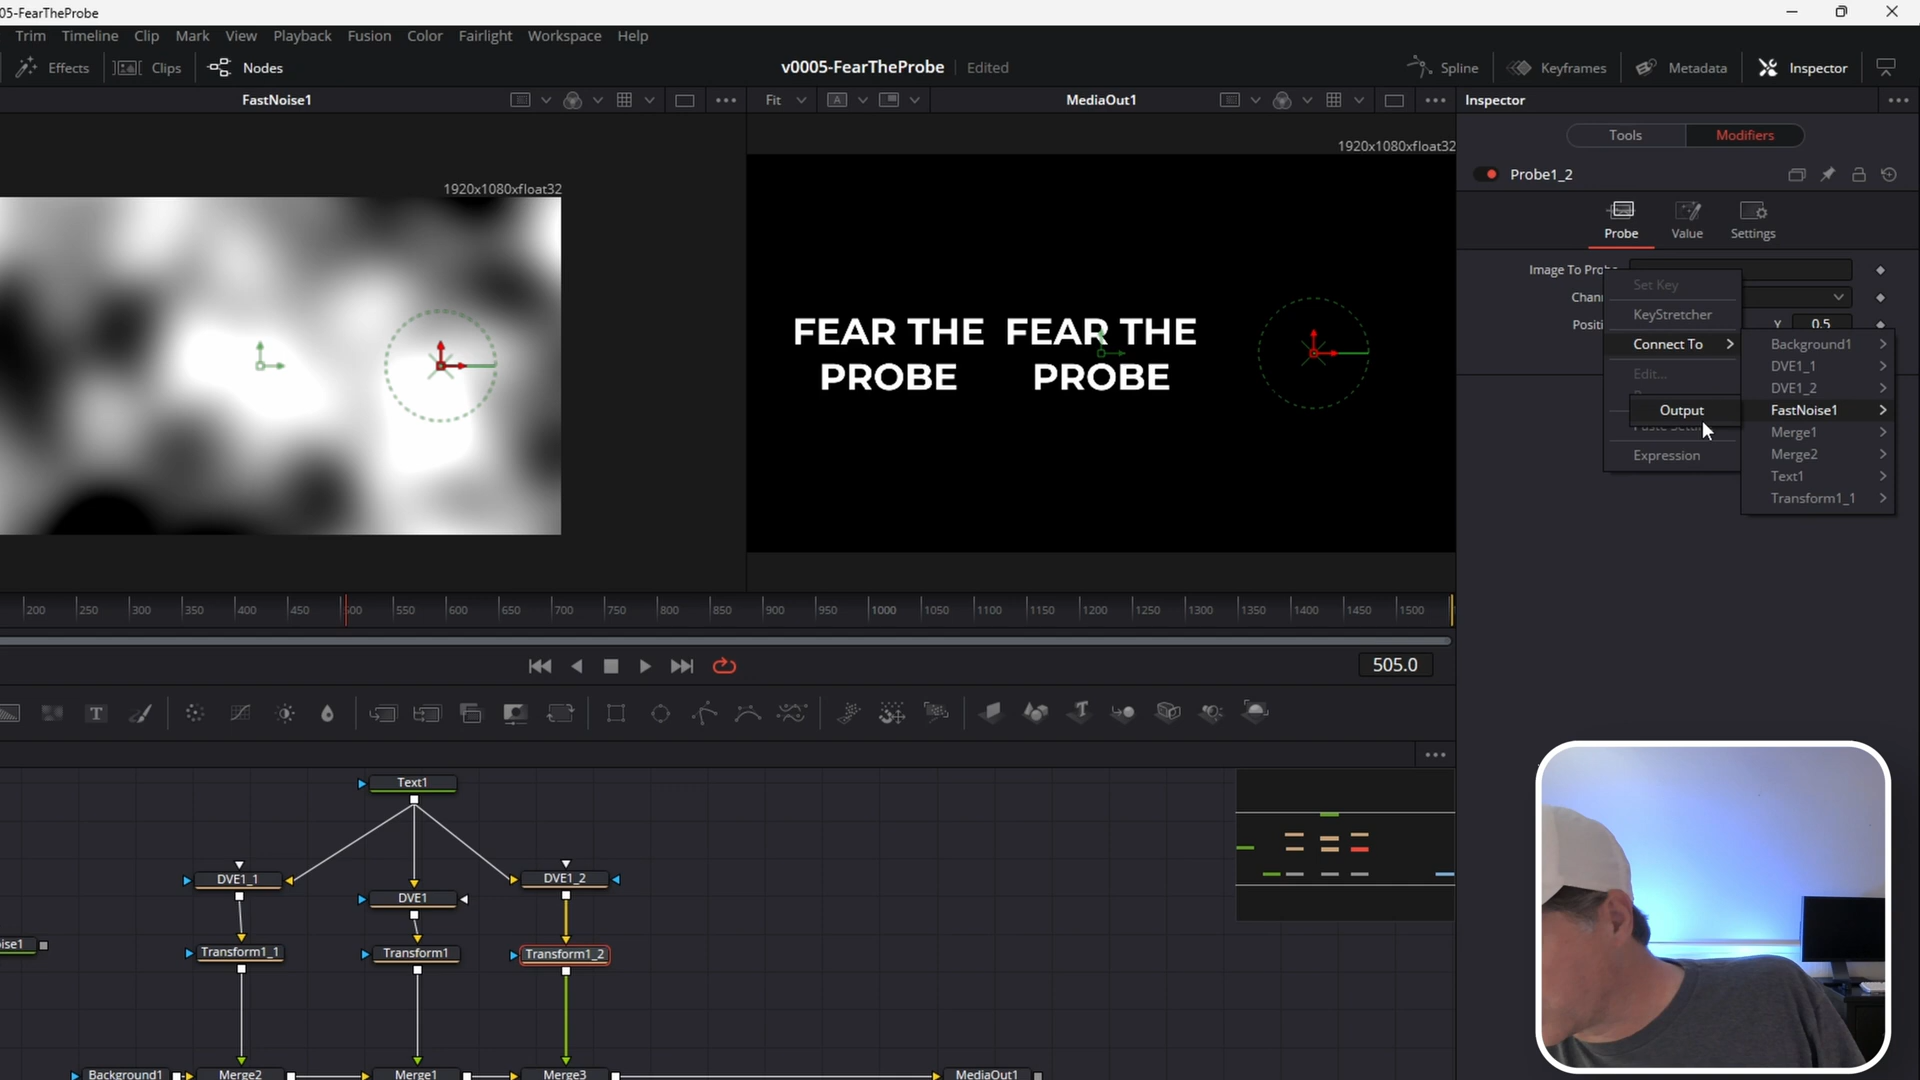 05-FearTheProbe
Trim Timeline Clip Mark View Playback Fusion Color Fairlight Workspace Help
Effects Clips Nodes v0005-FearTheProbe Edited Spline Keyframes Metadata Inspector
FastNoise1 Fit A MediaOut1 Inspector
Tools Modifiers
1920x1080xfloat32
Probe1_2
1920x1080xfloat32
Probe Value Settings
Image To Probe
Set Key
KeyStretcher
Y 0.5
Connect To
Background1
DVE1_1
Edit...
DVE1_2
Output
FastNoise1
Merge1
Expression
Merge2
Text1
Transform1_1
FEAR THE
PROBE
FEAR THE
PROBE
200 250 300 350 400 450 550 600 650 700 750 800 850 900 950 1000 1050 1100 1150 1200 1250 1300 1350 1400 1450 1500
505.0
T
Text1
DVE1_1 DVE1_2
DVE1
ise1 Transform1_1 Transform1 Transform1_2
Background1 Merge2 Merge1 Merge3 MediaOut1